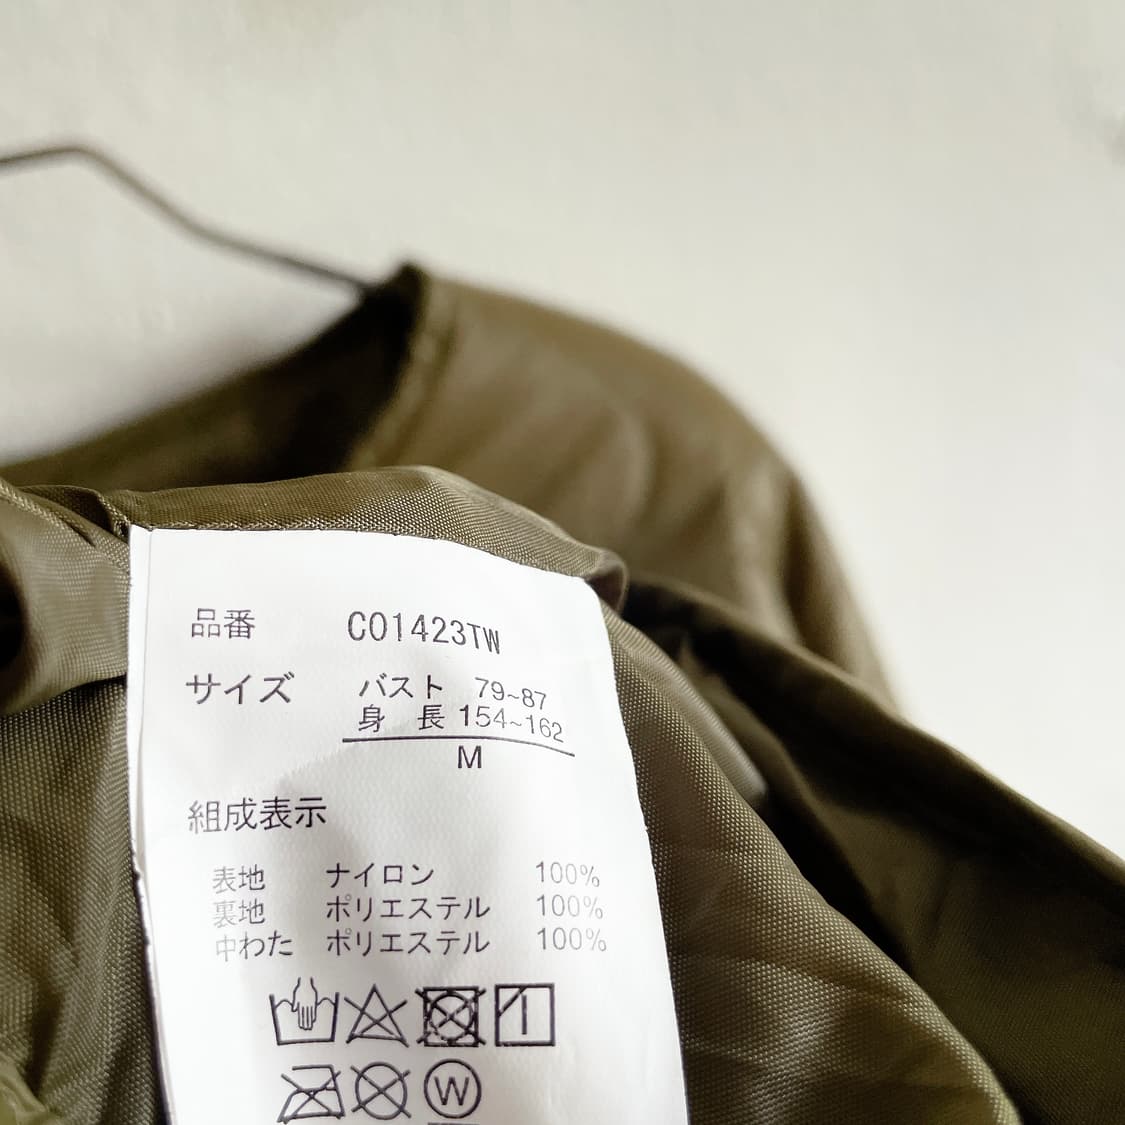 品番 CO1423TW
サイズ バスト 79~87
身長 154~162
M
組成表示
表地 ナイロン 100%
裏地 ポリエステル 100%
中わた ポリエステル 100%
W